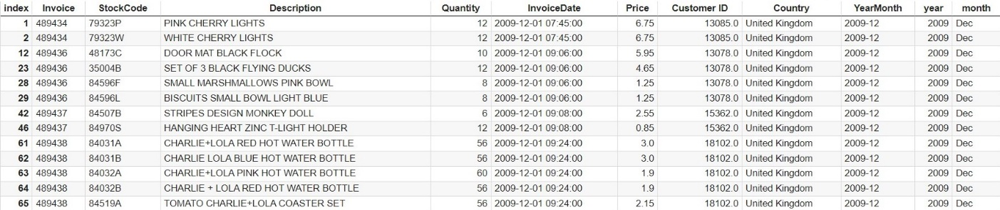 index Invoice StockCode Description Quantity InvoiceDate Price Customer ID Country YearMonth year month
1 489434 79323P PINK CHERRY LIGHTS 12 2009-12-01 07:45:00 6.75 13085.0 United Kingdom 2009-12 2009 Dec
2 489434 79323W WHITE CHERRY LIGHTS 12 2009-12-01 07:45:00 6.75 13085.0 United Kingdom 2009-12 2009 Dec
12 489436 48173C DOOR MAT BLACK FLOCK 10 2009-12-01 09:06:00 5.95 13078.0 United Kingdom 2009-12 2009 Dec
23 489436 35004B SET OF 3 BLACK FLYING DUCKS 12 2009-12-01 09:06:00 4.65 13078.0 United Kingdom 2009-12 2009 Dec
28 489436 84596F SMALL MARSHMALLOWS PINK BOWL 8 2009-12-01 09:06:00 1.25 13078.0 United Kingdom 2009-12 2009 Dec
29 489436 84596L BISCUITS SMALL BOWL LIGHT BLUE 8 2009-12-01 09:06:00 1.25 13078.0 United Kingdom 2009-12 2009 Dec
42 489437 84507B STRIPES DESIGN MONKEY DOLL 6 2009-12-01 09:08:00 2.55 15362.0 United Kingdom 2009-12 2009 Dec
46 489437 84970S HANGING HEART ZINC T-LIGHT HOLDER 12 2009-12-01 09:08:00 0.85 15362.0 United Kingdom 2009-12 2009 Dec
61 489438 84031A CHARLIE+LOLA RED HOT WATER BOTTLE 56 2009-12-01 09:24:00 3.0 18102.0 United Kingdom 2009-12 2009 Dec
62 489438 84031B CHARLIE LOLA BLUE HOT WATER BOTTLE 56 2009-12-01 09:24:00 3.0 18102.0 United Kingdom 2009-12 2009 Dec
63 489438 84032A CHARLIE+LOLA PINK HOT WATER BOTTLE 60 2009-12-01 09:24:00 1.9 18102.0 United Kingdom 2009-12 2009 Dec
64 489438 84032B CHARLIE + LOLA RED HOT WATER BOTTLE 56 2009-12-01 09:24:00 1.9 18102.0 United Kingdom 2009-12 2009 Dec
65 489438 84519A TOMATO CHARLIE+LOLA COASTER SET 56 2009-12-01 09:24:00 2.15 18102.0 United Kingdom 2009-12 2009 Dec